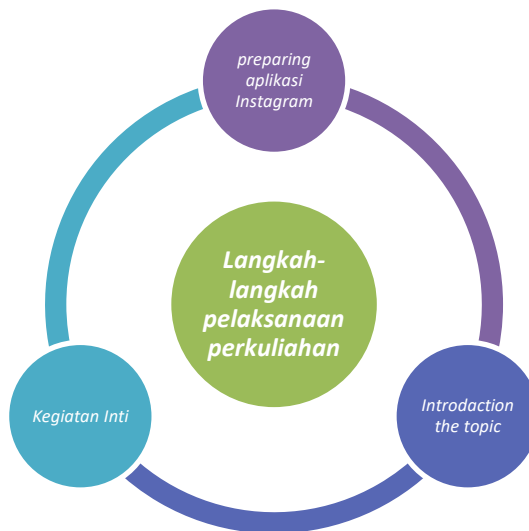 preparing
aplikasi
Instagram
Langkah-
langkah
pelaksanaan
perkuliahan
Introdaction
the topic
Kegiatan Inti